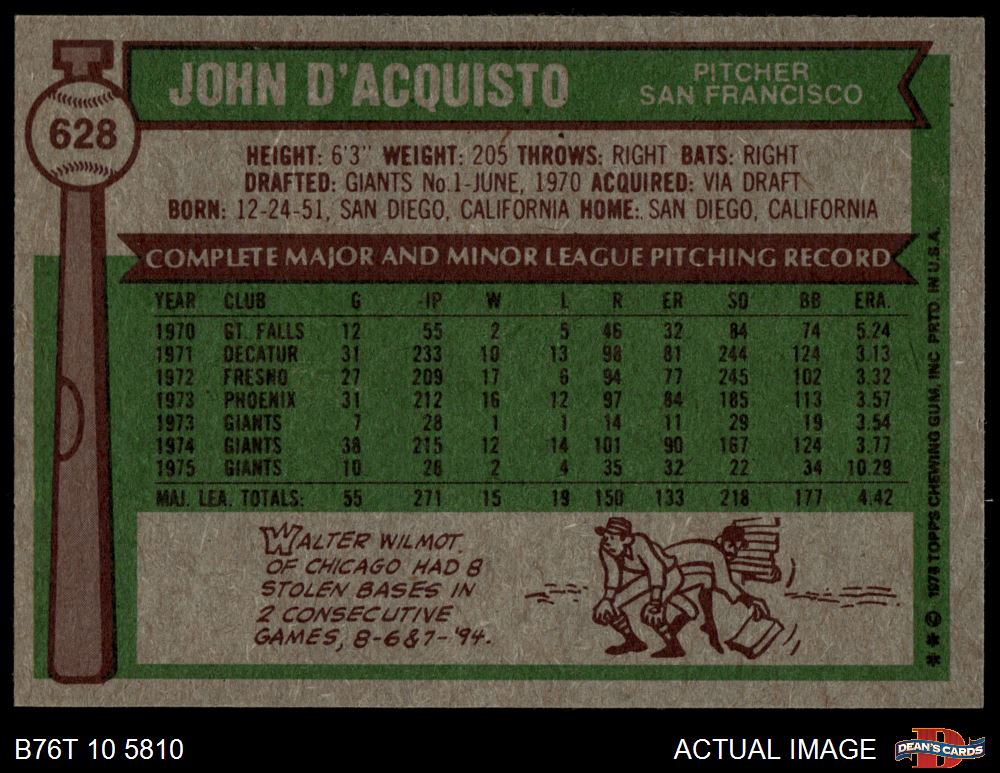 628
JOHN D'ACQUISTO
PITCHER
SAN FRANCISCO
HEIGHT: 6'3" WEIGHT: 205 THROWS: RIGHT BATS: RIGHT
DRAFTED: GIANTS No.1-JUNE, 1970 ACQUIRED: VIA DRAFT
BORN: 12-24-51, SAN DIEGO, CALIFORNIA HOME: SAN DIEGO, CALIFORNIA
COMPLETE MAJOR AND MINOR LEAGUE PITCHING RECORD
YEAR CLUB G IP W L R ER SO BB ERA.
1970 GT. FALLS 12 55 2 5 46 32 84 74 5.24
1971 DECATUR 31 233 10 13 98 81 244 124 3.13
1972 FRESNO 27 209 17 6 94 77 245 102 3.32
1973 PHOENIX 31 212 16 12 97 84 185 113 3.57
1973 GIANTS 7 28 1 1 14 11 29 19 3.54
1974 GIANTS 38 215 12 14 101 90 167 124 3.77
1975 GIANTS 10 28 2 4 35 32 22 34 10.29
MAJ. LEA. TOTALS: 55 271 15 19 150 133 218 177 4.42
WALTER WILMOT
OF CHICAGO HAD 8
STOLEN BASES IN
2 CONSECUTIVE
GAMES, 8-6&7-'94.
** © 1976 TOPPS CHEWING GUM, INC PRTD. IN U.S.A.
B76T 10 5810
ACTUAL IMAGE
D
DEAN'S CARDS